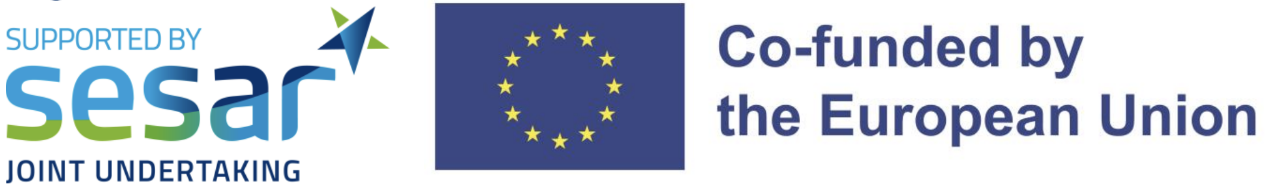 SUPPORTED BY
sesar
JOINT UNDERTAKING
Co-funded by
the European Union